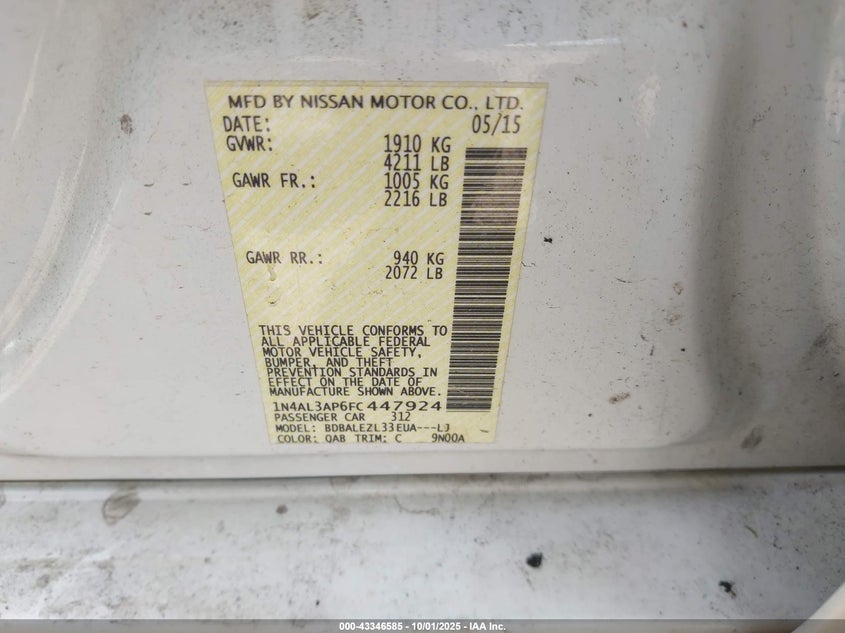 MFD BY NISSAN MOTOR CO., LTD.
DATE: 05/15
GVWR: 1910 KG
4211 LB
GAWR FR.: 1005 KG
2216 LB
GAWR RR.: 940 KG
2072 LB
THIS VEHICLE CONFORMS TO
ALL APPLICABLE FEDERAL
MOTOR VEHICLE SAFETY,
BUMPER, AND THEFT
PREVENTION STANDARDS IN
EFFECT ON THE DATE OF
MANUFACTURE SHOWN ABOVE.
1N4AL3AP6FC447924
PASSENGER CAR 312
MODEL: BDBALEZL33EUA---LJ
COLOR: QAB TRIM: C 9N00A
000-43346585 - 10/01/2025 - IAA Inc.